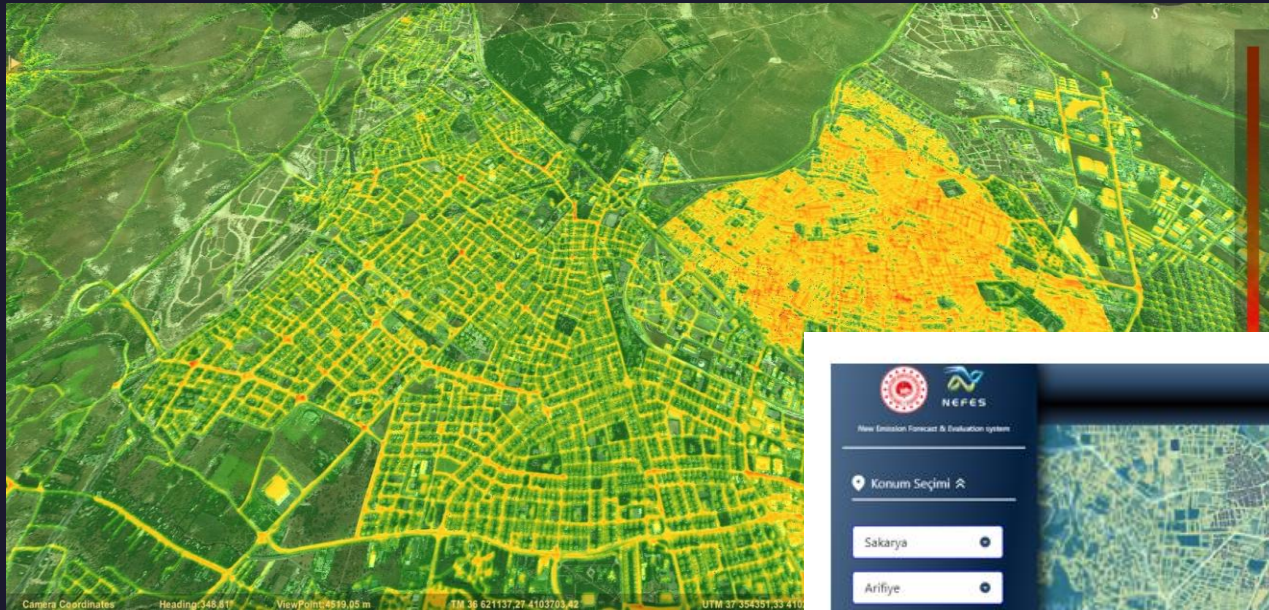 S
NEFES
New Emission Forecast & Evaluation system
Konum Seçimi
Sakarya
Arifiye
Camera Coordinates Heading:348,81° ViewPoint:4519,05 m TM 36 621137,27 4103703,42 UTM 37 354351,33 410